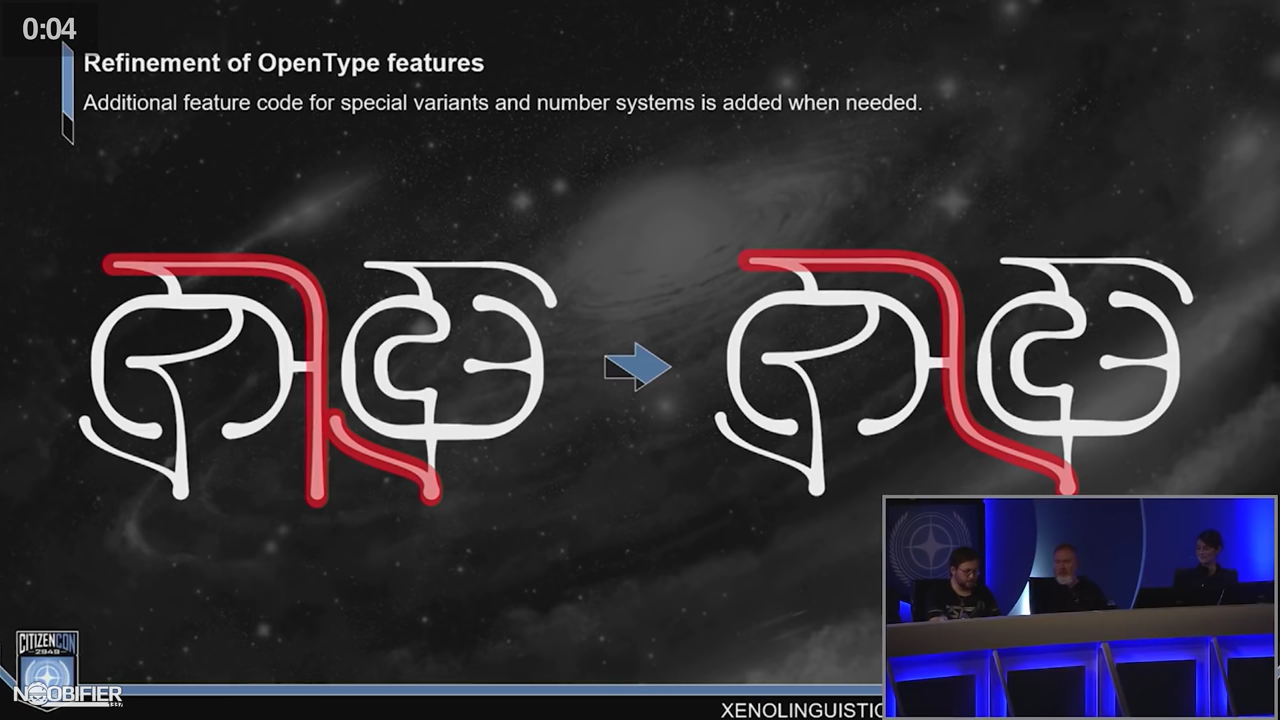 0:04
Refinement of OpenType features
Additional feature code for special variants and number systems is added when needed.
CITIZENCON
2949
NOOBIFIER
1337
XENOLINGUISTIC